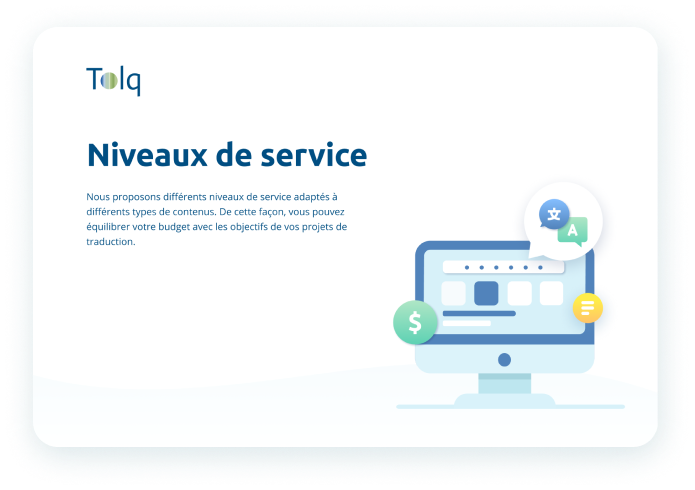 Tolq
Niveaux de service
Nous proposons différents niveaux de service adaptés à
différents types de contenus. De cette façon, vous pouvez
équilibrer votre budget avec les objectifs de vos projets de
traduction.
文
A
$